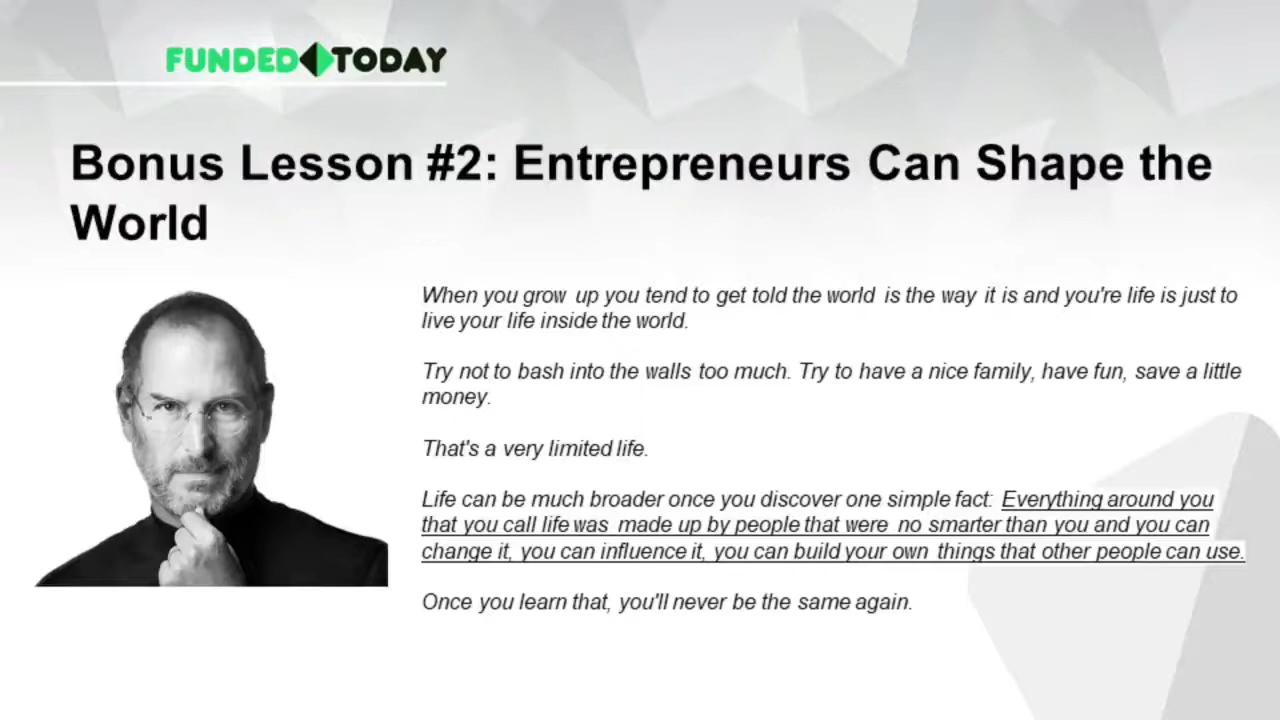 FUNDED TODAY
Bonus Lesson #2: Entrepreneurs Can Shape the
World
When you grow up you tend to get told the world is the way it is and you're life is just to
live your life inside the world.
Try not to bash into the walls too much. Try to have a nice family, have fun, save a little
money.
That's a very limited life.
Life can be much broader once you discover one simple fact: Everything around you
that you call life was made up by people that were no smarter than you and you can
change it, you can influence it, you can build your own things that other people can use.
Once you learn that, you'll never be the same again.